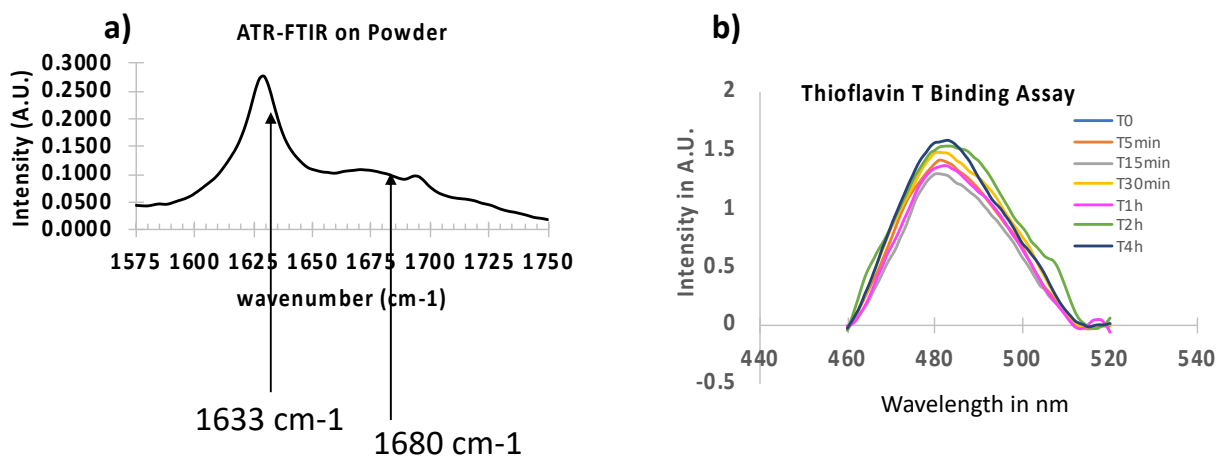 a)
ATR-FTIR on Powder
Intensity (A.U.)
0.3000
0.2500
0.2000
0.1500
0.1000
0.0500
0.0000
1575 1600 1625 1650 1675 1700 1725 1750
wavenumber (cm-1)
1633 cm-1
1680 cm-1
b)
Thioflavin T Binding Assay
Intensity in A.U.
2
1.5
1
0.5
0
-0.5
440 460 480 500 520 540
Wavelength in nm
T0
T5min
T15min
T30min
T1h
T2h
T4h